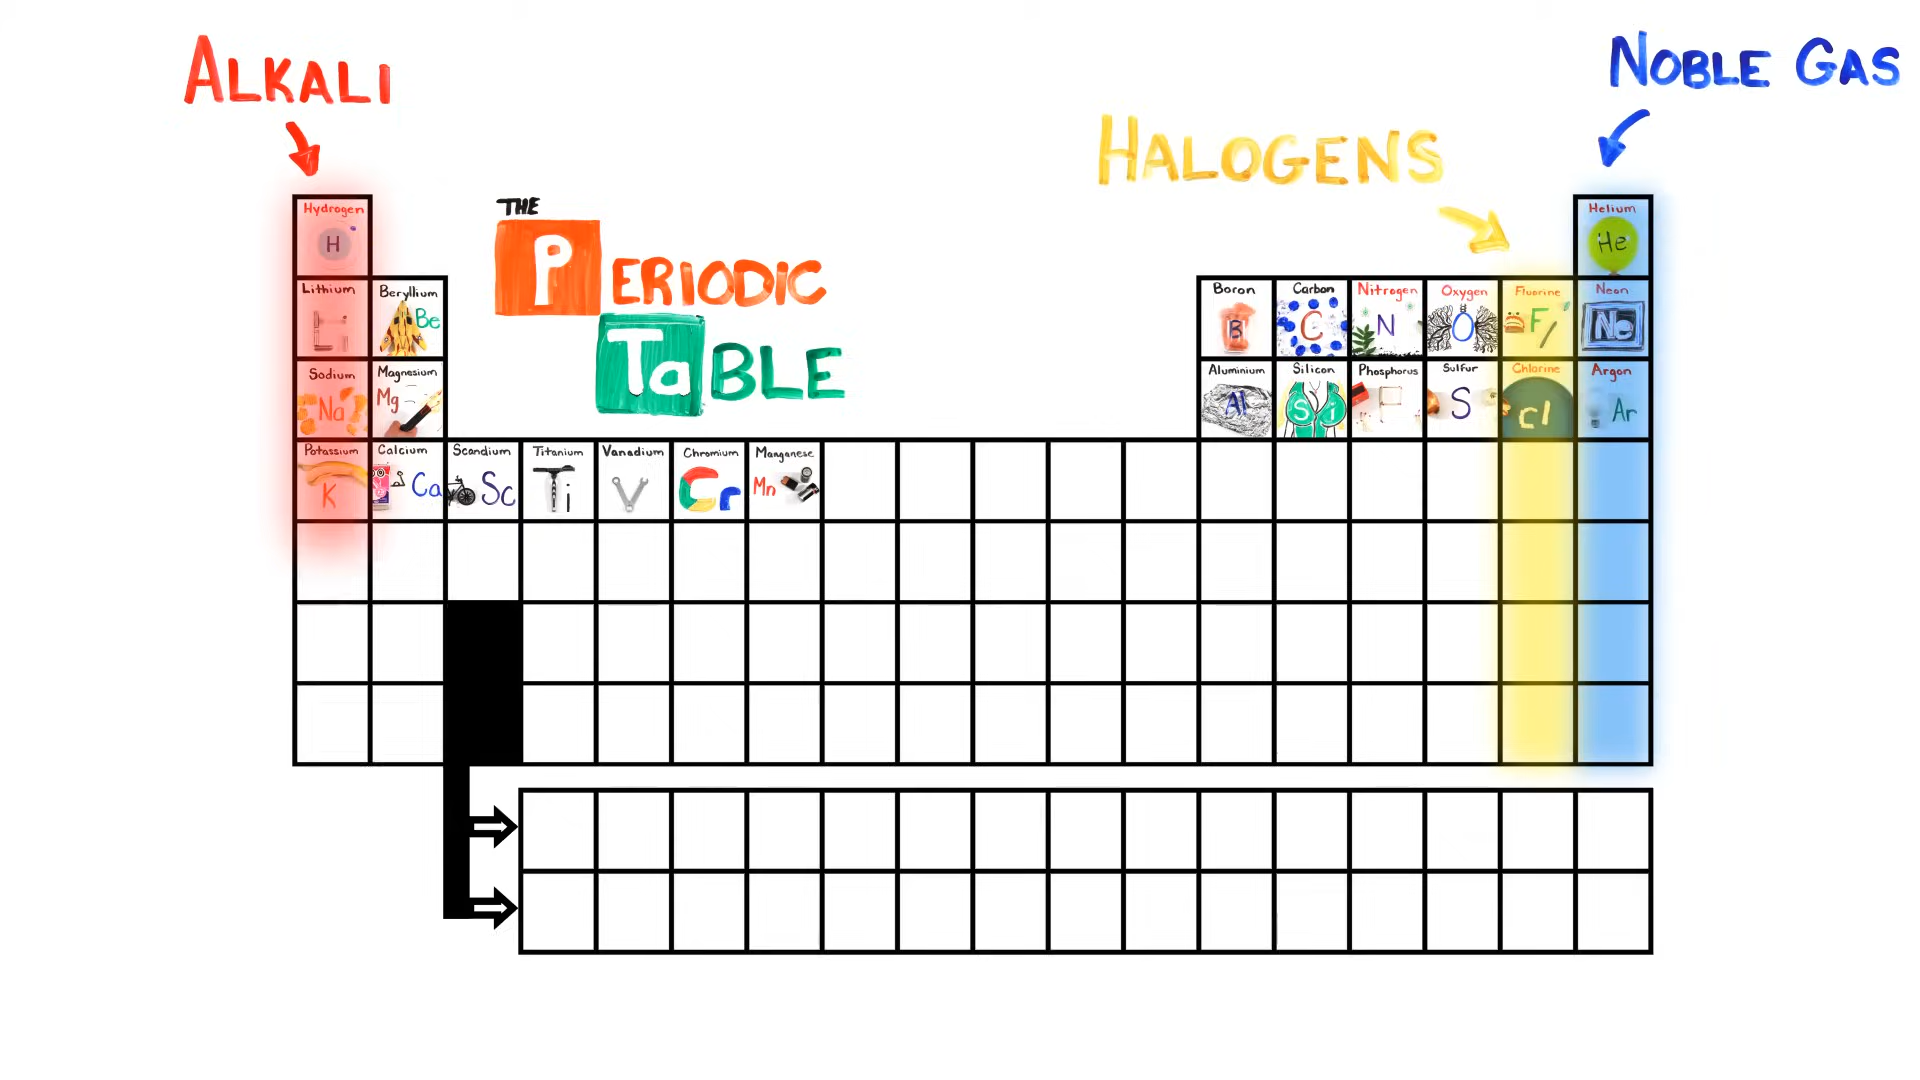 ALKALI
NOBLE GAS
HALOGENS
THE
PERIODIC
TaBLE
Hydrogen
H
Helium
He
Lithium
Li
Beryllium
Be
Boron
B
Carbon
C
Nitrogen
N
Oxygen
O
Fluorine
F
Neon
Ne
Sodium
Na
Magnesium
Mg
Aluminium
Al
Silicon
Si
Phosphorus
P
Sulfur
S
Chlorine
Cl
Argon
Ar
Potassium
K
Calcium
Ca
Scandium
Sc
Titanium
Ti
Vanadium
V
Chromium
Cr
Manganese
Mn